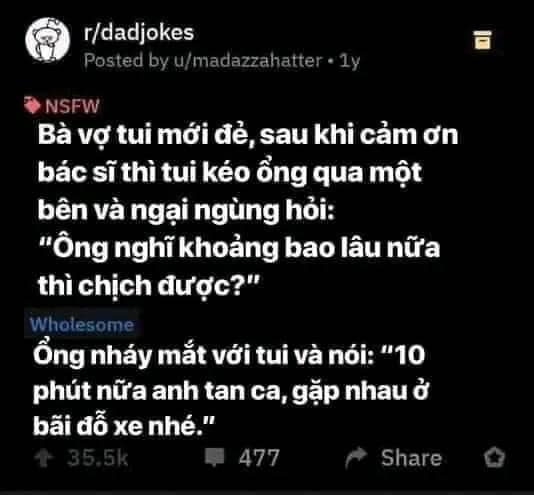 r/dadjokes
Posted by u/madazzahatter • 1y
NSFW
Bà vợ tui mới đẻ, sau khi cảm ơn
bác sĩ thì tui kéo ổng qua một
bên và ngại ngùng hỏi:
“Ông nghĩ khoảng bao lâu nữa
thì chịch được?”
Wholesome
Ổng nháy mắt với tui và nói: “10
phút nữa anh tan ca, gặp nhau ở
bãi đỗ xe nhé.”
35.5k 477 Share